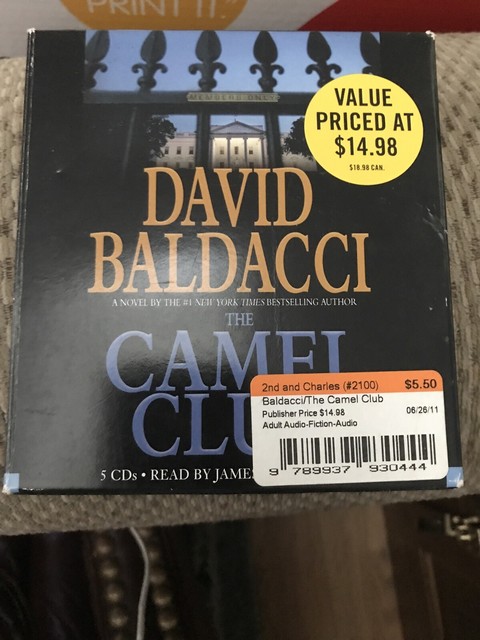 PRINT IT."
MEMBERS ONLY
VALUE
PRICED AT
$14.98
$18.98 CAN.
DAVID
BALDACCI
A NOVEL BY THE #1 NEW YORK TIMES BESTSELLING AUTHOR
THE
CAMEL
CLU
5 CDs • READ BY JAMES
2nd and Charles (#2100) $5.50
Baldacci/The Camel Club
Publisher Price $14.98 06/26/11
Adult Audio-Fiction-Audio
9 789937 930444